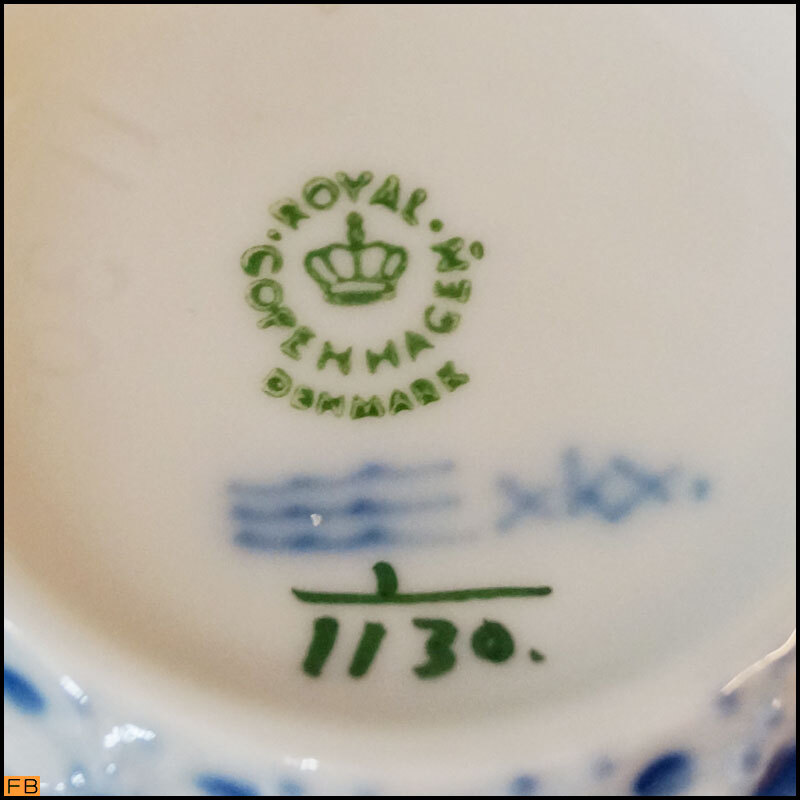 ROYAL
COPENHAGEN
DENMARK
1
1130.
FB